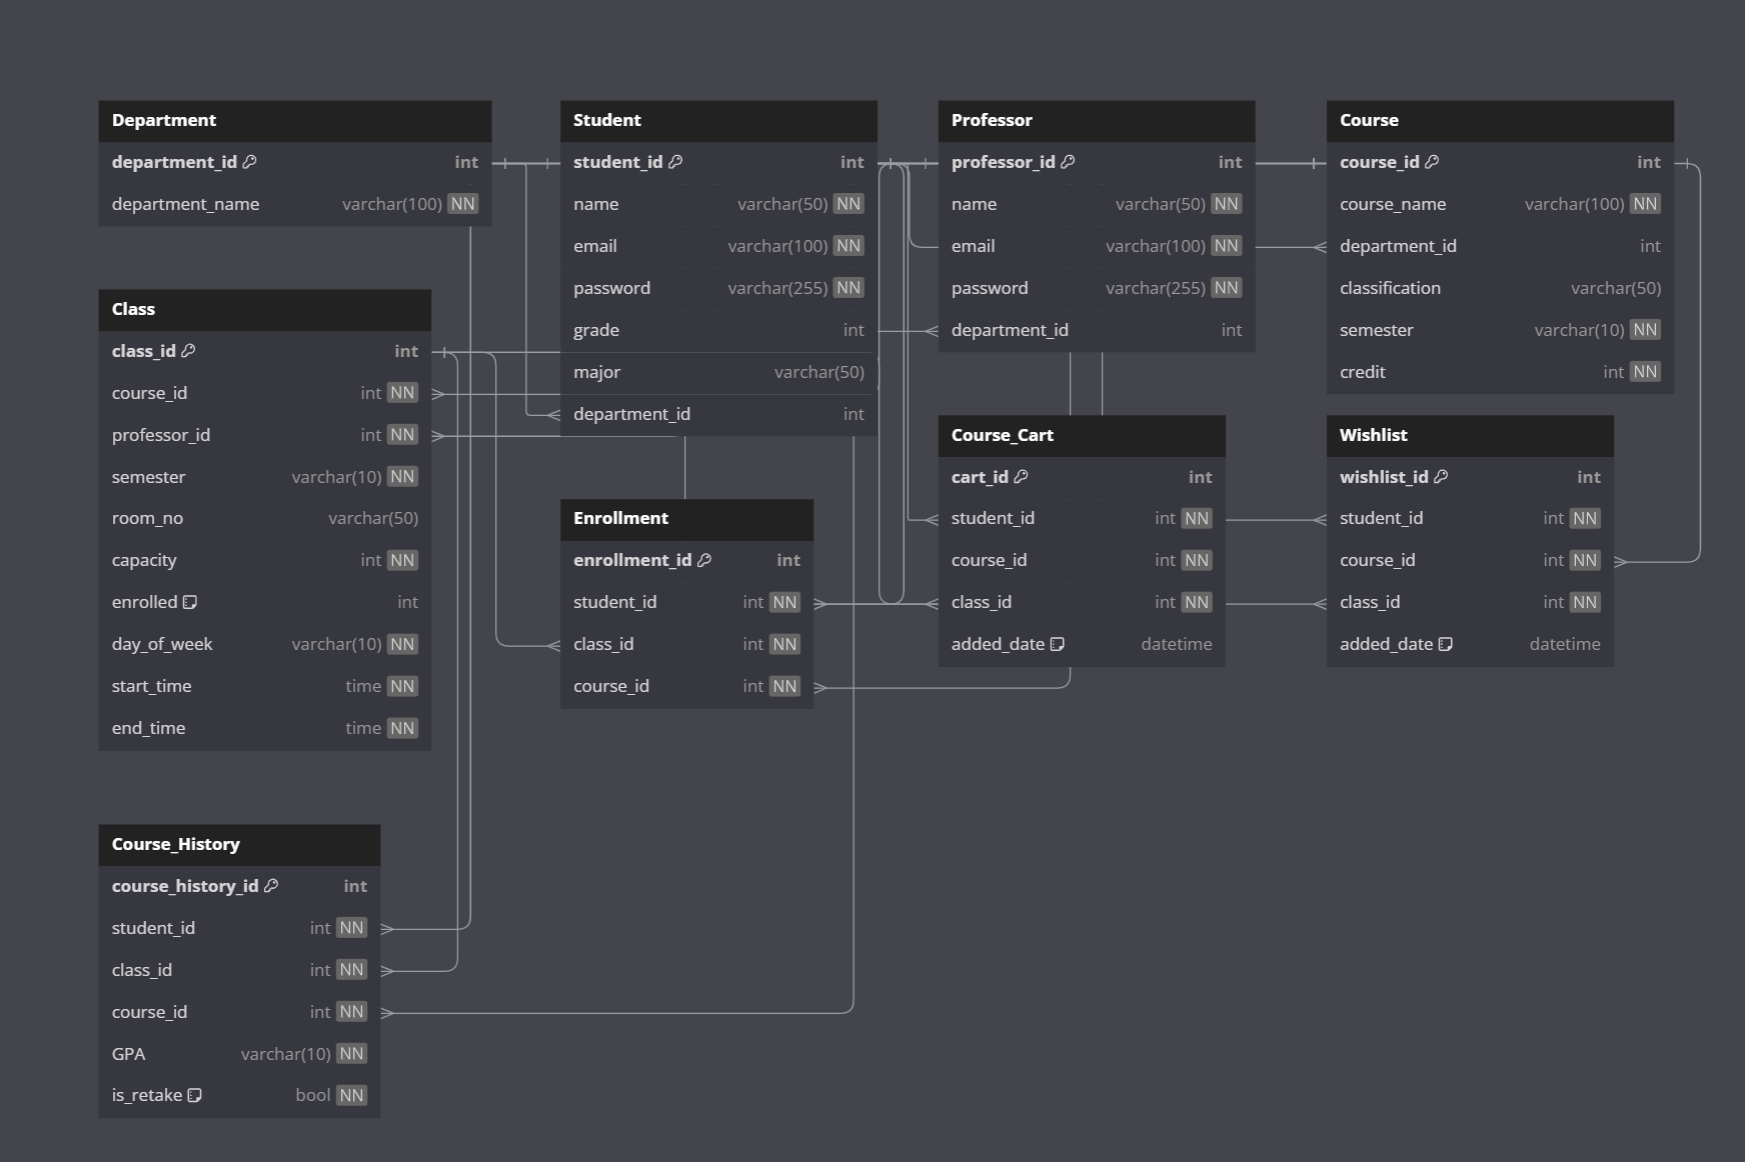 Department
department_id int
department_name varchar(100) NN
Student
student_id int
name varchar(50) NN
email varchar(100) NN
password varchar(255) NN
grade int
major varchar(50)
department_id int
Professor
professor_id int
name varchar(50) NN
email varchar(100) NN
password varchar(255) NN
department_id int
Course
course_id int
course_name varchar(100) NN
department_id int
classification varchar(50)
semester varchar(10) NN
credit int NN
Class
class_id int
course_id int NN
professor_id int NN
semester varchar(10) NN
room_no varchar(50)
capacity int NN
enrolled int
day_of_week varchar(10) NN
start_time time NN
end_time time NN
Enrollment
enrollment_id int
student_id int NN
class_id int NN
course_id int NN
Course_Cart
cart_id int
student_id int NN
course_id int NN
class_id int NN
added_date datetime
Wishlist
wishlist_id int
student_id int NN
course_id int NN
class_id int NN
added_date datetime
Course_History
course_history_id int
student_id int NN
class_id int NN
course_id int NN
GPA varchar(10) NN
is_retake bool NN